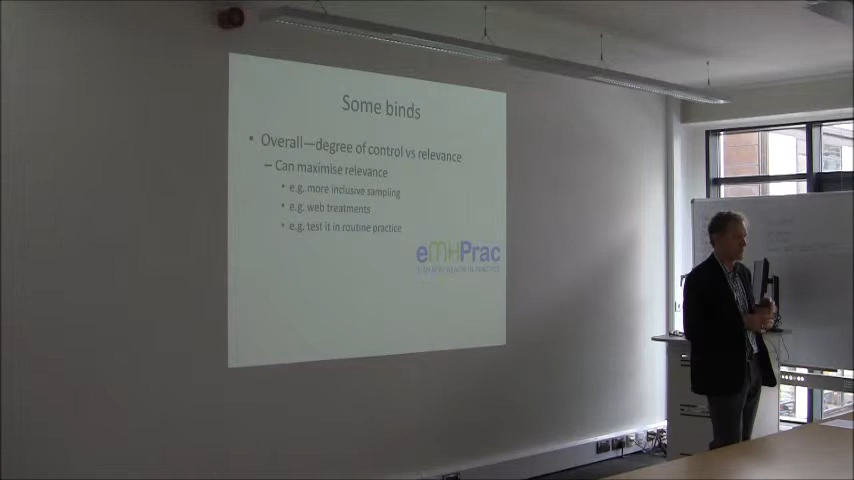 Some binds
• Overall—degree of control vs relevance
– Can maximise relevance
• e.g. more inclusive sampling
• e.g. web treatments
• e.g. test it in routine practice
eMHPrac